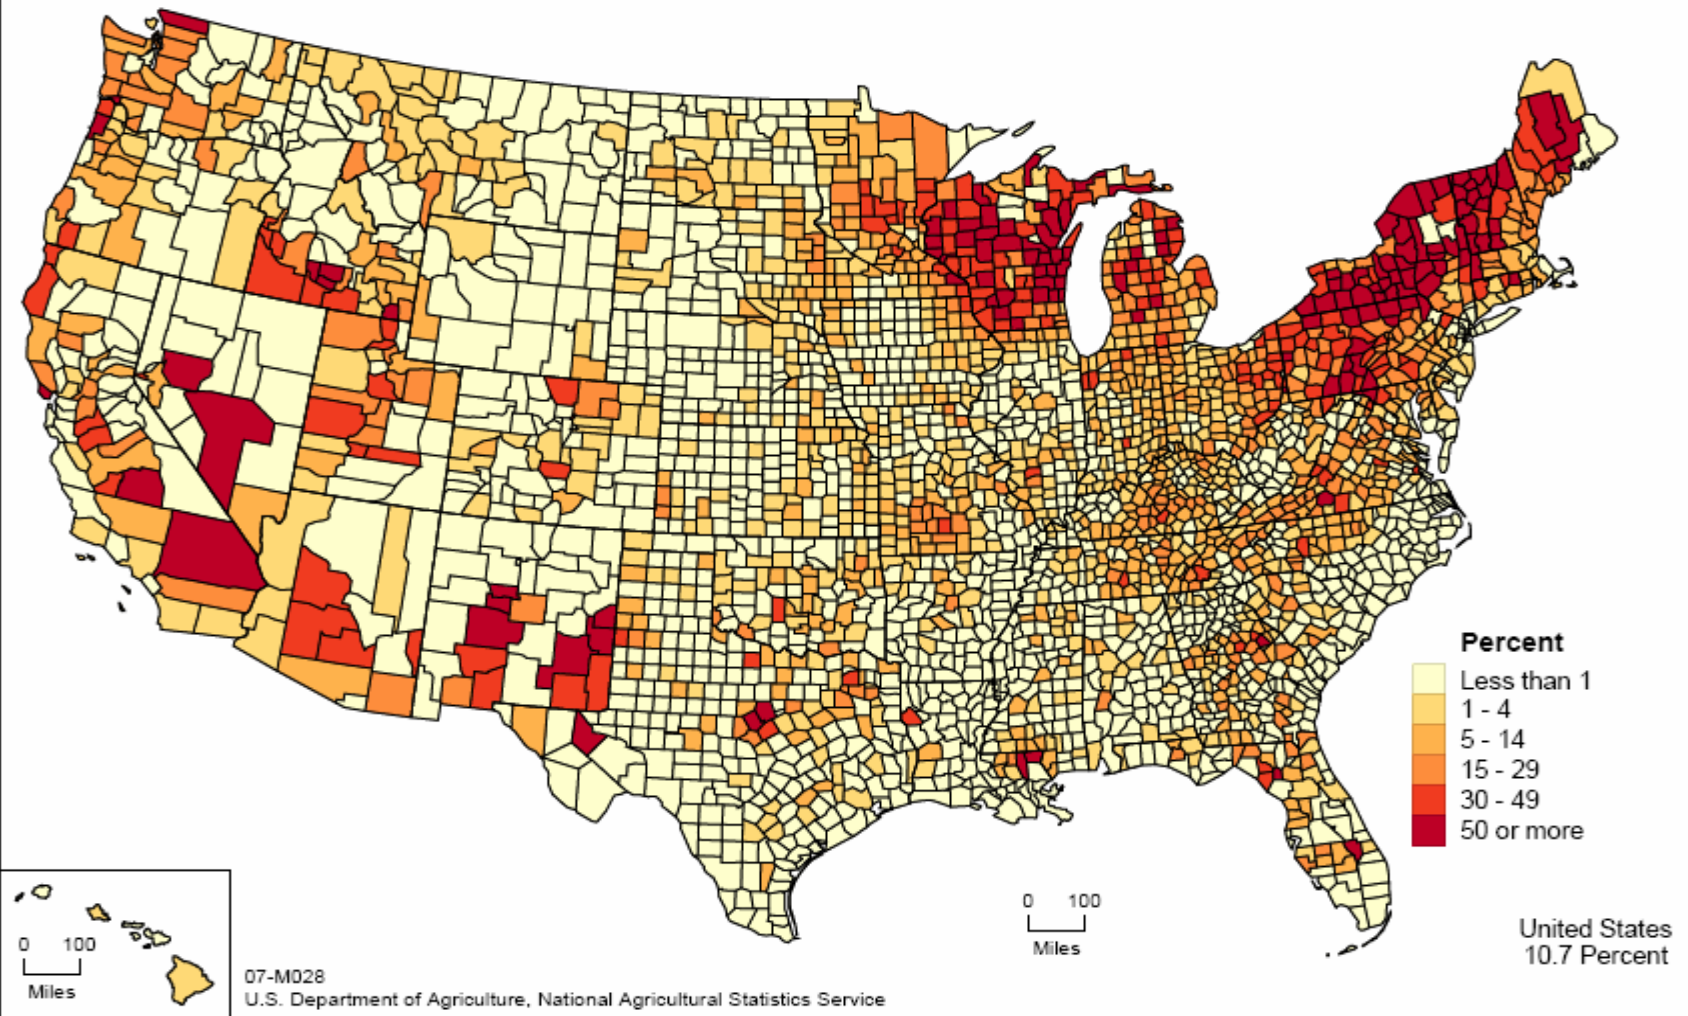 Percent
Less than 1
1 - 4
5 - 14
15 - 29
30 - 49
50 or more
0 100
Miles
United States
10.7 Percent
0 100
Miles
07-M028
U.S. Department of Agriculture, National Agricultural Statistics Service